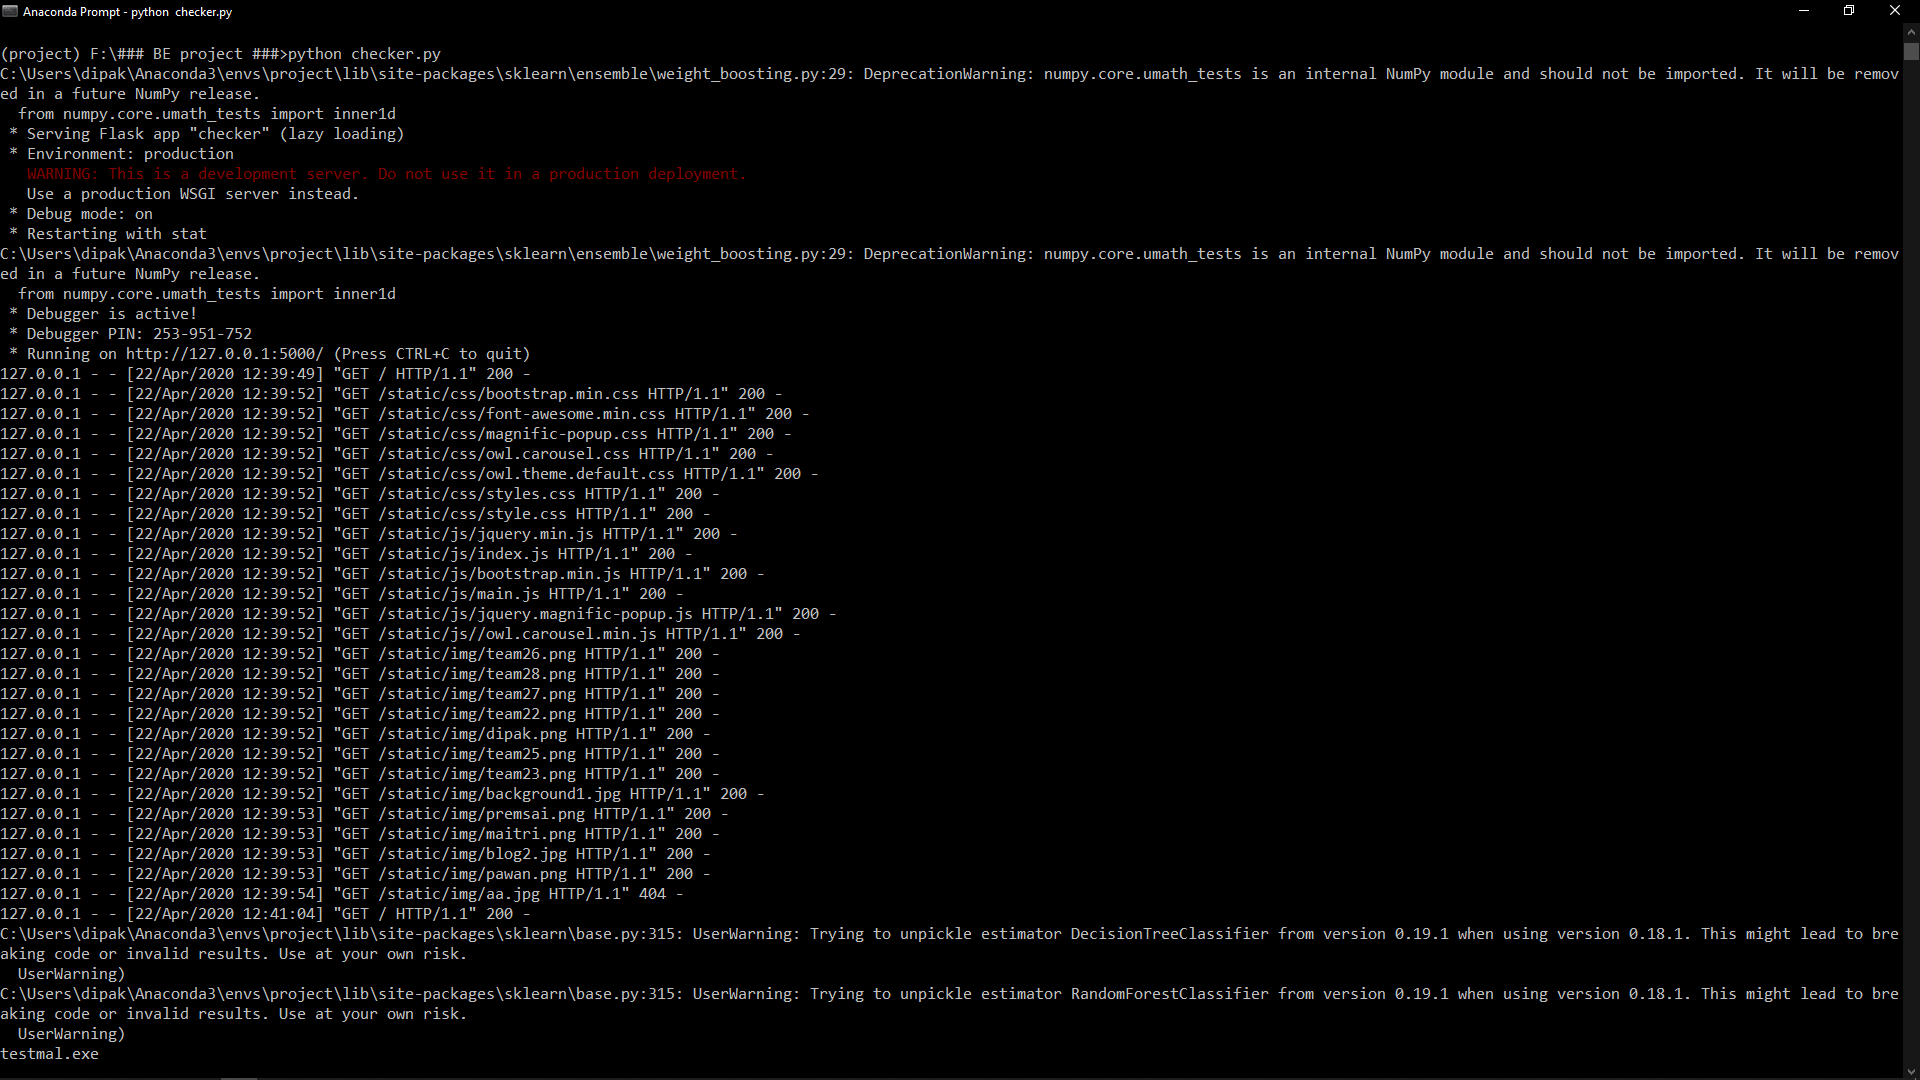 Anaconda Prompt - python  checker.py
(project) F:\### BE project ###>python checker.py
C:\Users\dipak\Anaconda3\envs\project\lib\site-packages\sklearn\ensemble\weight_boosting.py:29: DeprecationWarning: numpy.core.umath_tests is an internal NumPy module and should not be imported. It will be remov
ed in a future NumPy release.
  from numpy.core.umath_tests import inner1d
 * Serving Flask app "checker" (lazy loading)
 * Environment: production
   WARNING: This is a development server. Do not use it in a production deployment.
   Use a production WSGI server instead.
 * Debug mode: on
 * Restarting with stat
C:\Users\dipak\Anaconda3\envs\project\lib\site-packages\sklearn\ensemble\weight_boosting.py:29: DeprecationWarning: numpy.core.umath_tests is an internal NumPy module and should not be imported. It will be remov
ed in a future NumPy release.
  from numpy.core.umath_tests import inner1d
 * Debugger is active!
 * Debugger PIN: 253-951-752
 * Running on http://127.0.0.1:5000/ (Press CTRL+C to quit)
127.0.0.1 - - [22/Apr/2020 12:39:49] "GET / HTTP/1.1" 200 -
127.0.0.1 - - [22/Apr/2020 12:39:52] "GET /static/css/bootstrap.min.css HTTP/1.1" 200 -
127.0.0.1 - - [22/Apr/2020 12:39:52] "GET /static/css/font-awesome.min.css HTTP/1.1" 200 -
127.0.0.1 - - [22/Apr/2020 12:39:52] "GET /static/css/magnific-popup.css HTTP/1.1" 200 -
127.0.0.1 - - [22/Apr/2020 12:39:52] "GET /static/css/owl.carousel.css HTTP/1.1" 200 -
127.0.0.1 - - [22/Apr/2020 12:39:52] "GET /static/css/owl.theme.default.css HTTP/1.1" 200 -
127.0.0.1 - - [22/Apr/2020 12:39:52] "GET /static/css/styles.css HTTP/1.1" 200 -
127.0.0.1 - - [22/Apr/2020 12:39:52] "GET /static/css/style.css HTTP/1.1" 200 -
127.0.0.1 - - [22/Apr/2020 12:39:52] "GET /static/js/jquery.min.js HTTP/1.1" 200 -
127.0.0.1 - - [22/Apr/2020 12:39:52] "GET /static/js/index.js HTTP/1.1" 200 -
127.0.0.1 - - [22/Apr/2020 12:39:52] "GET /static/js/bootstrap.min.js HTTP/1.1" 200 -
127.0.0.1 - - [22/Apr/2020 12:39:52] "GET /static/js/main.js HTTP/1.1" 200 -
127.0.0.1 - - [22/Apr/2020 12:39:52] "GET /static/js/jquery.magnific-popup.js HTTP/1.1" 200 -
127.0.0.1 - - [22/Apr/2020 12:39:52] "GET /static/js//owl.carousel.min.js HTTP/1.1" 200 -
127.0.0.1 - - [22/Apr/2020 12:39:52] "GET /static/img/team26.png HTTP/1.1" 200 -
127.0.0.1 - - [22/Apr/2020 12:39:52] "GET /static/img/team28.png HTTP/1.1" 200 -
127.0.0.1 - - [22/Apr/2020 12:39:52] "GET /static/img/team27.png HTTP/1.1" 200 -
127.0.0.1 - - [22/Apr/2020 12:39:52] "GET /static/img/team22.png HTTP/1.1" 200 -
127.0.0.1 - - [22/Apr/2020 12:39:52] "GET /static/img/dipak.png HTTP/1.1" 200 -
127.0.0.1 - - [22/Apr/2020 12:39:52] "GET /static/img/team25.png HTTP/1.1" 200 -
127.0.0.1 - - [22/Apr/2020 12:39:52] "GET /static/img/team23.png HTTP/1.1" 200 -
127.0.0.1 - - [22/Apr/2020 12:39:52] "GET /static/img/background1.jpg HTTP/1.1" 200 -
127.0.0.1 - - [22/Apr/2020 12:39:53] "GET /static/img/premsai.png HTTP/1.1" 200 -
127.0.0.1 - - [22/Apr/2020 12:39:53] "GET /static/img/maitri.png HTTP/1.1" 200 -
127.0.0.1 - - [22/Apr/2020 12:39:53] "GET /static/img/blog2.jpg HTTP/1.1" 200 -
127.0.0.1 - - [22/Apr/2020 12:39:53] "GET /static/img/pawan.png HTTP/1.1" 200 -
127.0.0.1 - - [22/Apr/2020 12:39:54] "GET /static/img/aa.jpg HTTP/1.1" 404 -
127.0.0.1 - - [22/Apr/2020 12:41:04] "GET / HTTP/1.1" 200 -
C:\Users\dipak\Anaconda3\envs\project\lib\site-packages\sklearn\base.py:315: UserWarning: Trying to unpickle estimator DecisionTreeClassifier from version 0.19.1 when using version 0.18.1. This might lead to bre
aking code or invalid results. Use at your own risk.
  UserWarning)
C:\Users\dipak\Anaconda3\envs\project\lib\site-packages\sklearn\base.py:315: UserWarning: Trying to unpickle estimator RandomForestClassifier from version 0.19.1 when using version 0.18.1. This might lead to bre
aking code or invalid results. Use at your own risk.
  UserWarning)
testmal.exe